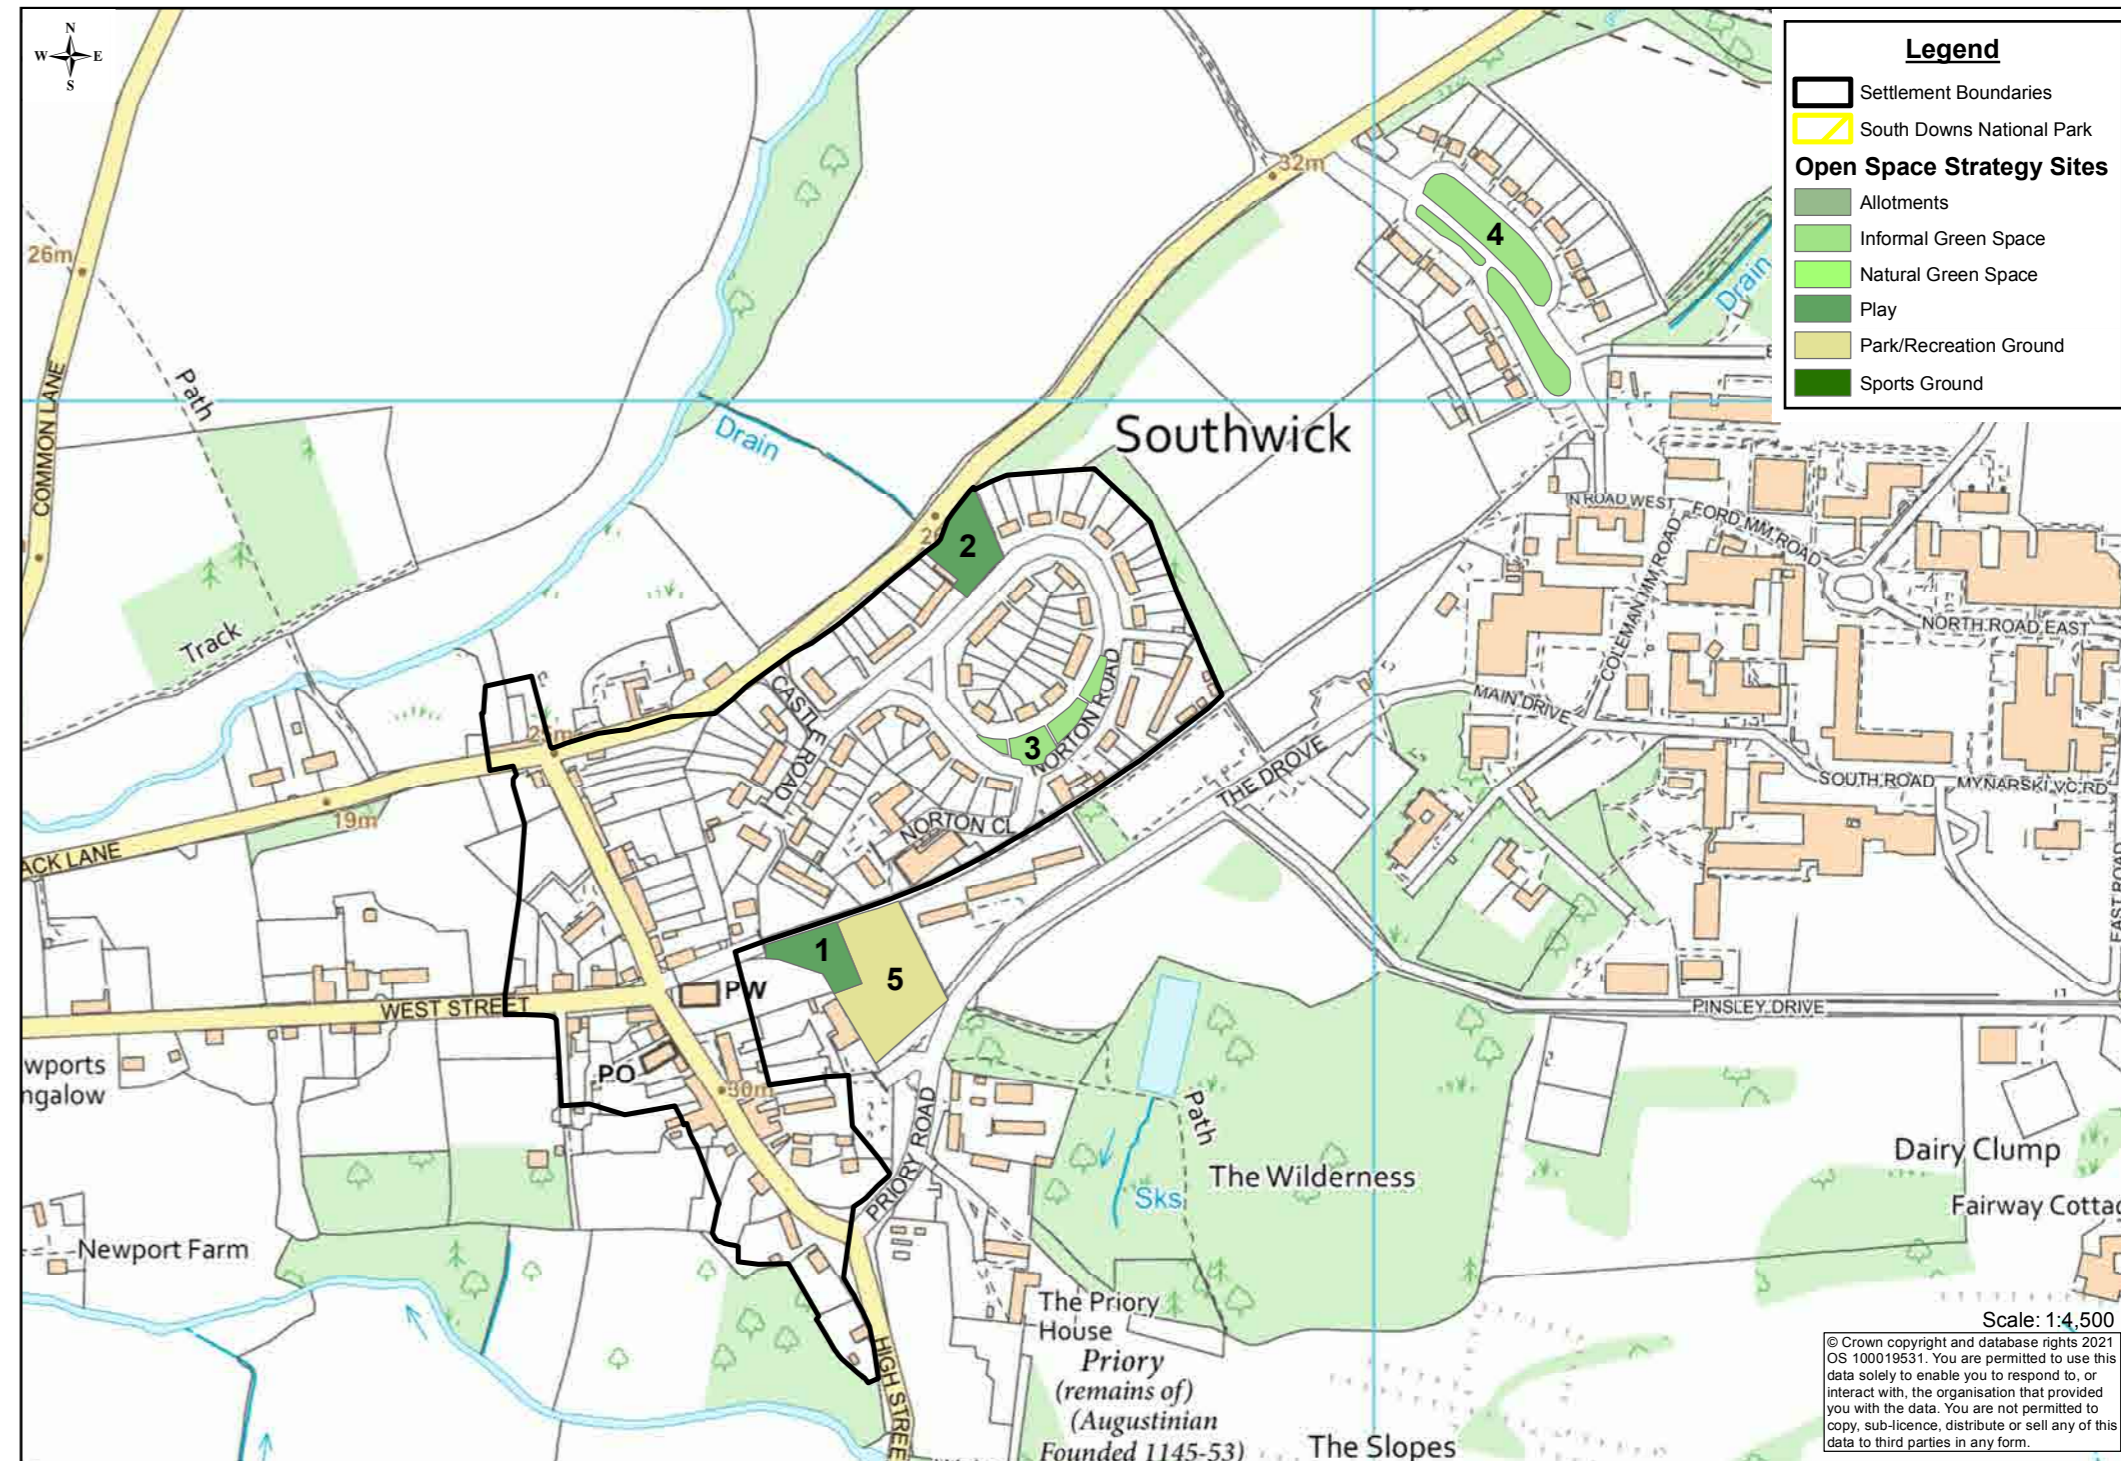 N
W E
S
Legend
Settlement Boundaries
South Downs National Park
Open Space Strategy Sites
Allotments
Informal Green Space
Natural Green Space
Play
Park/Recreation Ground
Sports Ground
32m
26m
4
Drain
COMMON LANE
Path
Drain
Southwick
N ROAD WEST
FORD MM ROAD
COLEMAN MM ROAD
2
NORTH ROAD EAST
Track
CASTLE ROAD
NORTON ROAD
3
MAIN DRIVE
THE DROVE
SOUTH ROAD
MYNARSKI VC RD
19m
ACK LANE
NORTON CL
EAST ROAD
1
5
PW
WEST STREET
PINSLEY DRIVE
wports
ngalow
PO
30m
PRIORY ROAD
Path
Dairy Clump
The Wilderness
Sks
Fairway Cottag
Newport Farm
The Priory
House
Priory
(remains of)
(Augustinian
Founded 1145-53)
HIGH STREE
The Slopes
Scale: 1:4,500
© Crown copyright and database rights 2021
OS 100019531. You are permitted to use this
data solely to enable you to respond to, or
interact with, the organisation that provided
you with the data. You are not permitted to
copy, sub-licence, distribute or sell any of this
data to third parties in any form.